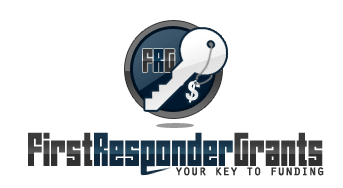 FRG
$
FirstResponderGrants
YOUR KEY TO FUNDING